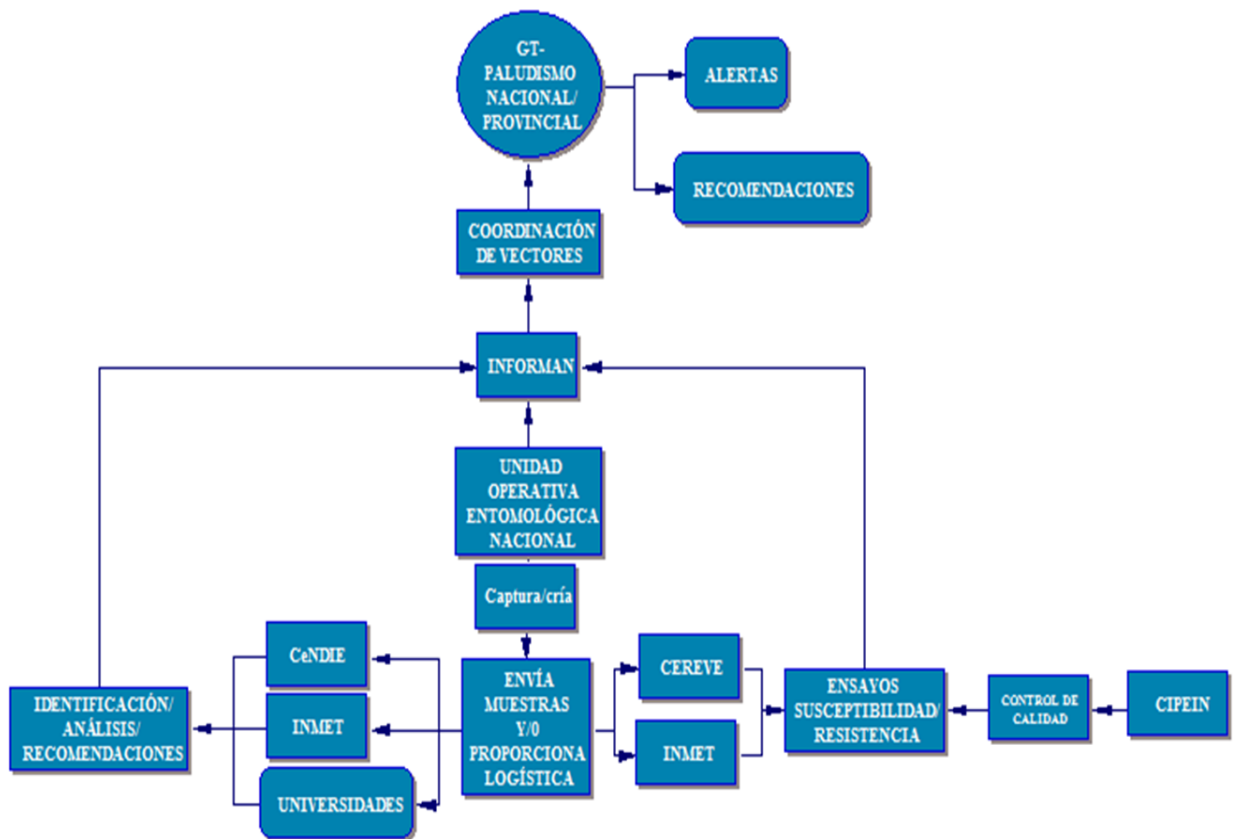 GT-
PALUDISMO
NACIONAL/
PROVINCIAL
ALERTAS
RECOMENDACIONES
COORDINACIÓN
DE VECTORES
INFORMAN
UNIDAD
OPERATIVA
ENTOMOLÓGICA
NACIONAL
Captura/cría
CeNDIE
INMET
UNIVERSIDADES
IDENTIFICACIÓN/
ANÁLISIS/
RECOMENDACIONES
ENVÍA
MUESTRAS
Y/0
PROPORCIONA
LOGÍSTICA
CEREVE
INMET
ENSAYOS
SUSCEPTIBILIDAD/
RESISTENCIA
CONTROL DE
CALIDAD
CIPEIN